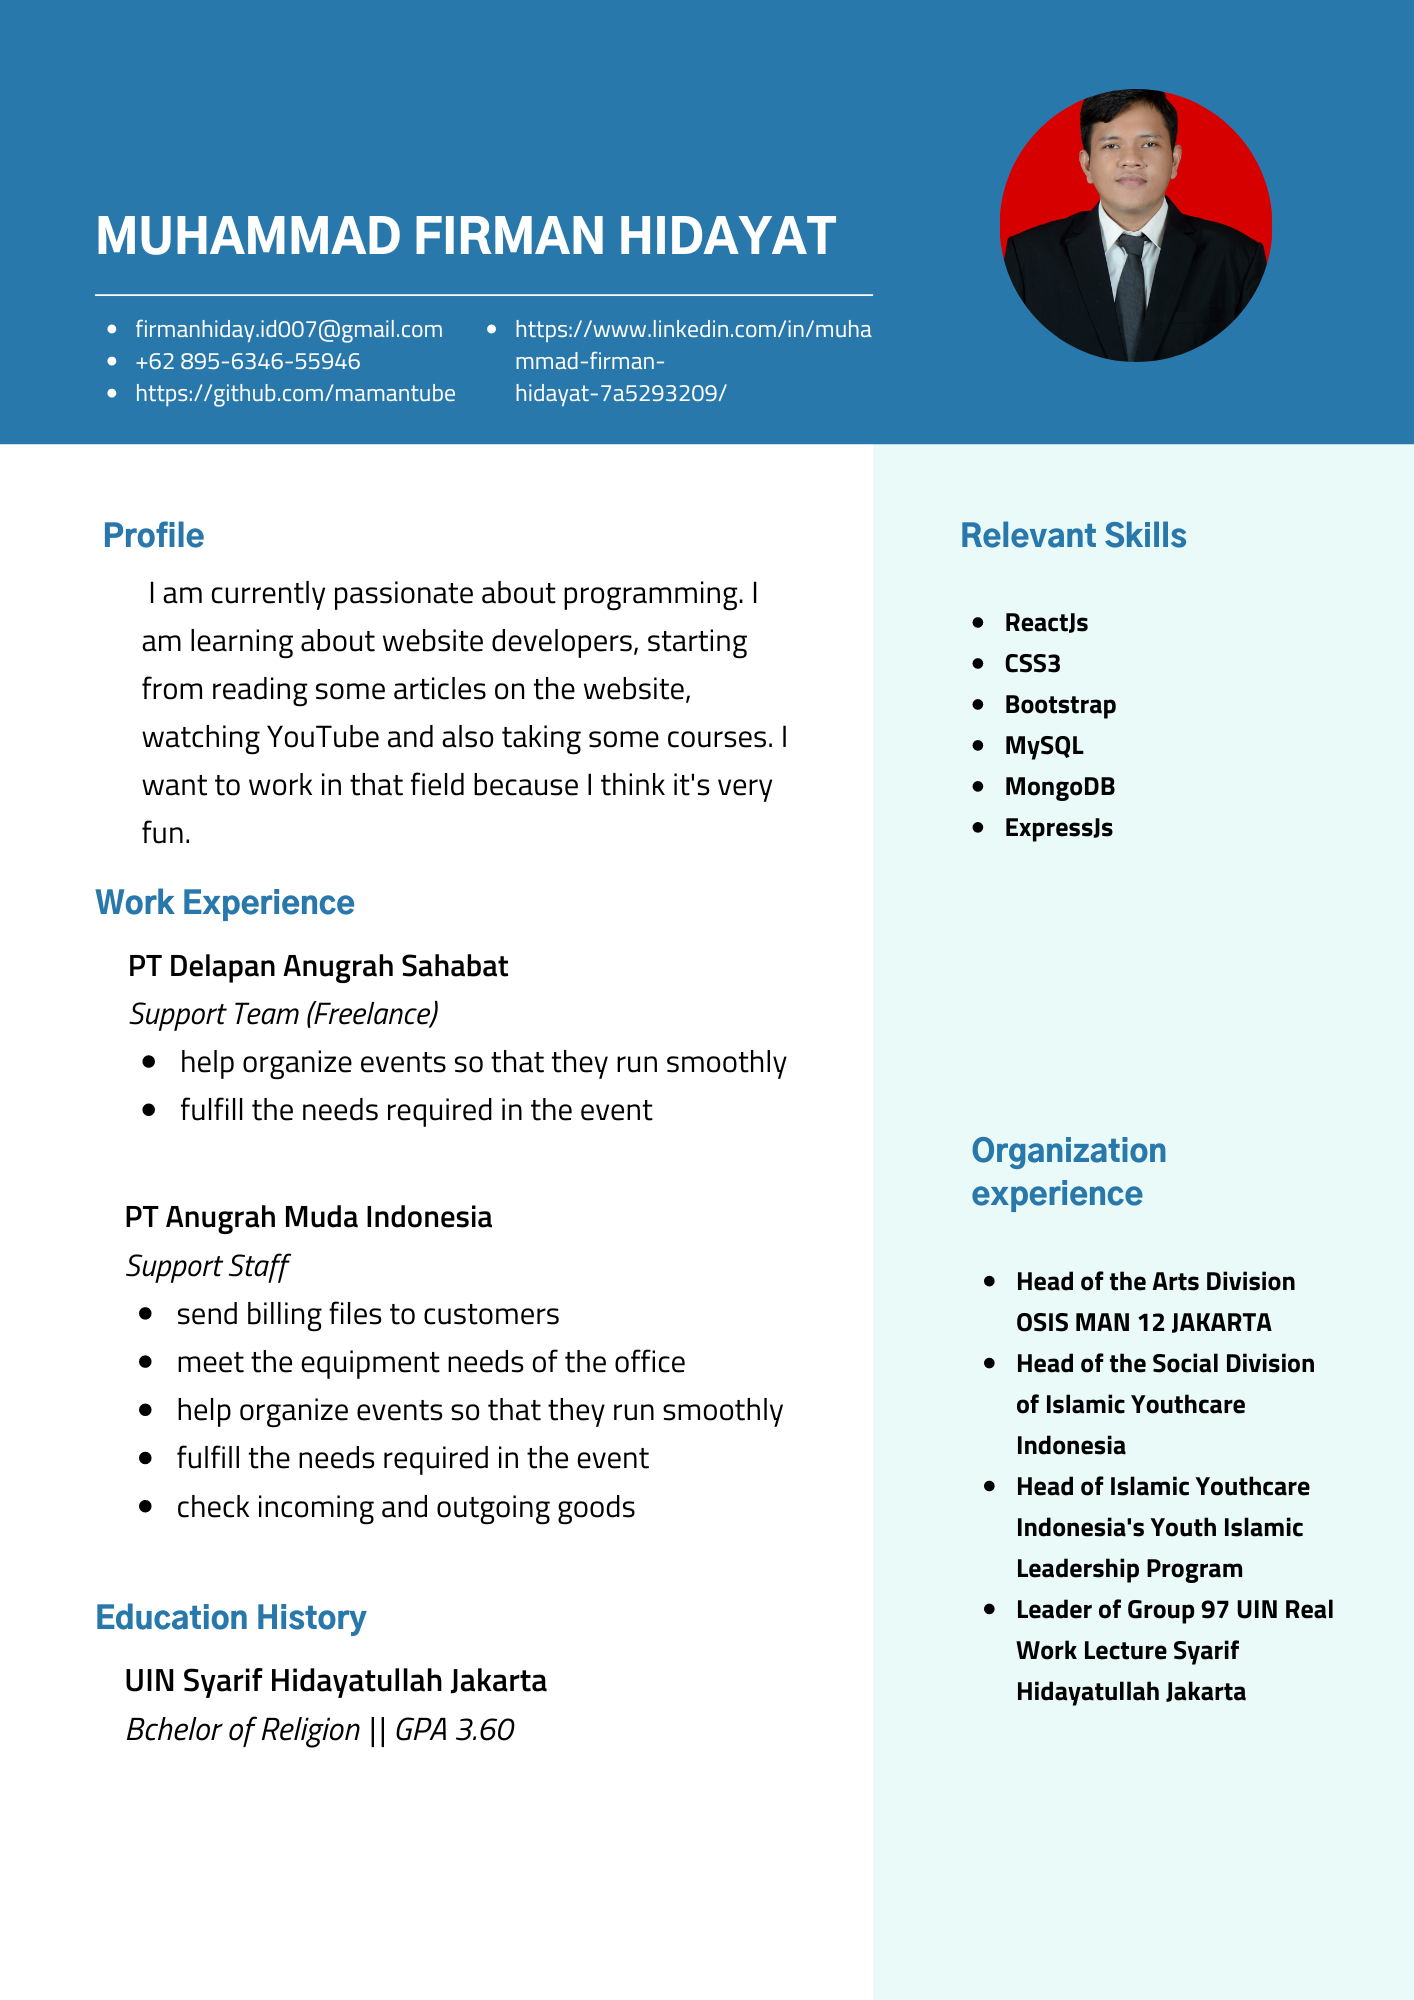 MUHAMMAD FIRMAN HIDAYAT
firmanhiday.id007@gmail.com
+62 895-6346-55946
https://github.com/mamantube
https://www.linkedin.com/in/muha
mmad-firman-
hidayat-7a5293209/
Profile
I am currently passionate about programming. I
am learning about website developers, starting
from reading some articles on the website,
watching YouTube and also taking some courses. I
want to work in that field because I think it's very
fun.
Work Experience
PT Delapan Anugrah Sahabat
Support Team (Freelance)
help organize events so that they run smoothly
fulfill the needs required in the event
PT Anugrah Muda Indonesia
Support Staff
send billing files to customers
meet the equipment needs of the office
help organize events so that they run smoothly
fulfill the needs required in the event
check incoming and outgoing goods
Education History
UIN Syarif Hidayatullah Jakarta
Bchelor of Religion || GPA 3.60
Relevant Skills
ReactJs
CSS3
Bootstrap
MySQL
MongoDB
ExpressJs
Organization
experience
Head of the Arts Division
OSIS MAN 12 JAKARTA
Head of the Social Division
of Islamic Youthcare
Indonesia
Head of Islamic Youthcare
Indonesia's Youth Islamic
Leadership Program
Leader of Group 97 UIN Real
Work Lecture Syarif
Hidayatullah Jakarta